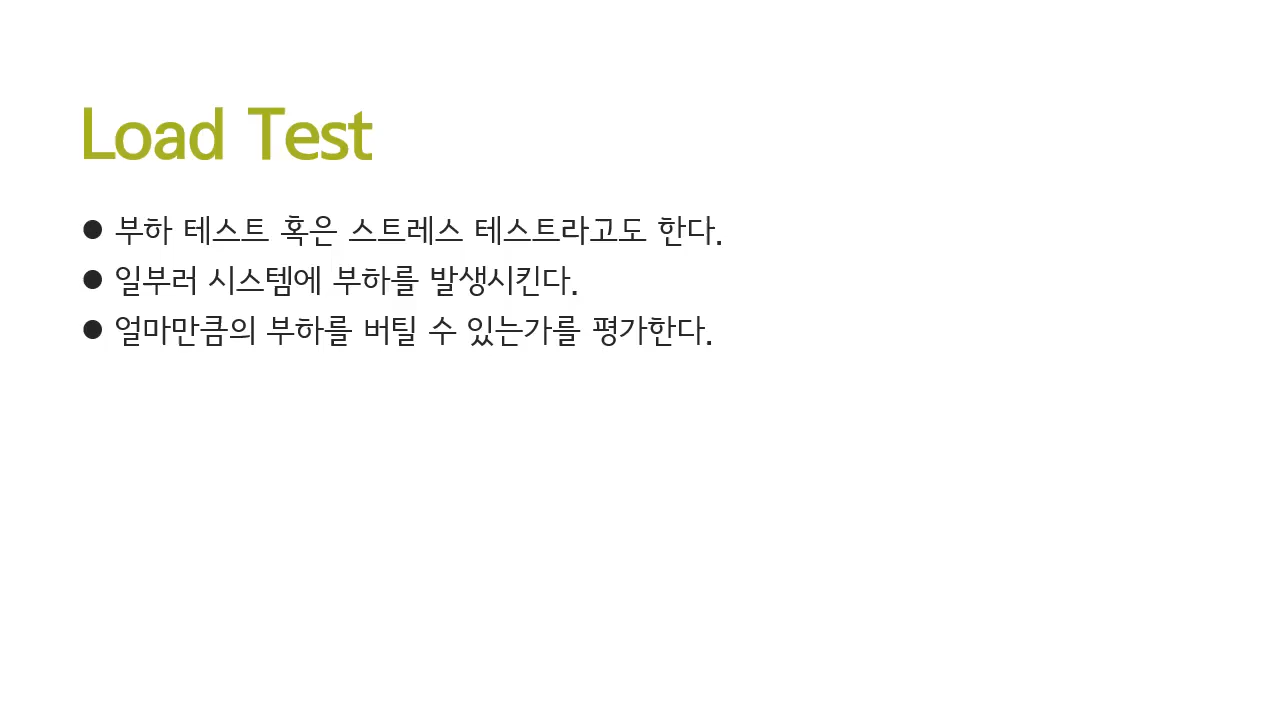 Load Test
● 부하 테스트 혹은 스트레스 테스트라고도 한다.
● 일부러 시스템에 부하를 발생시킨다.
● 얼마만큼의 부하를 버틸 수 있는가를 평가한다.